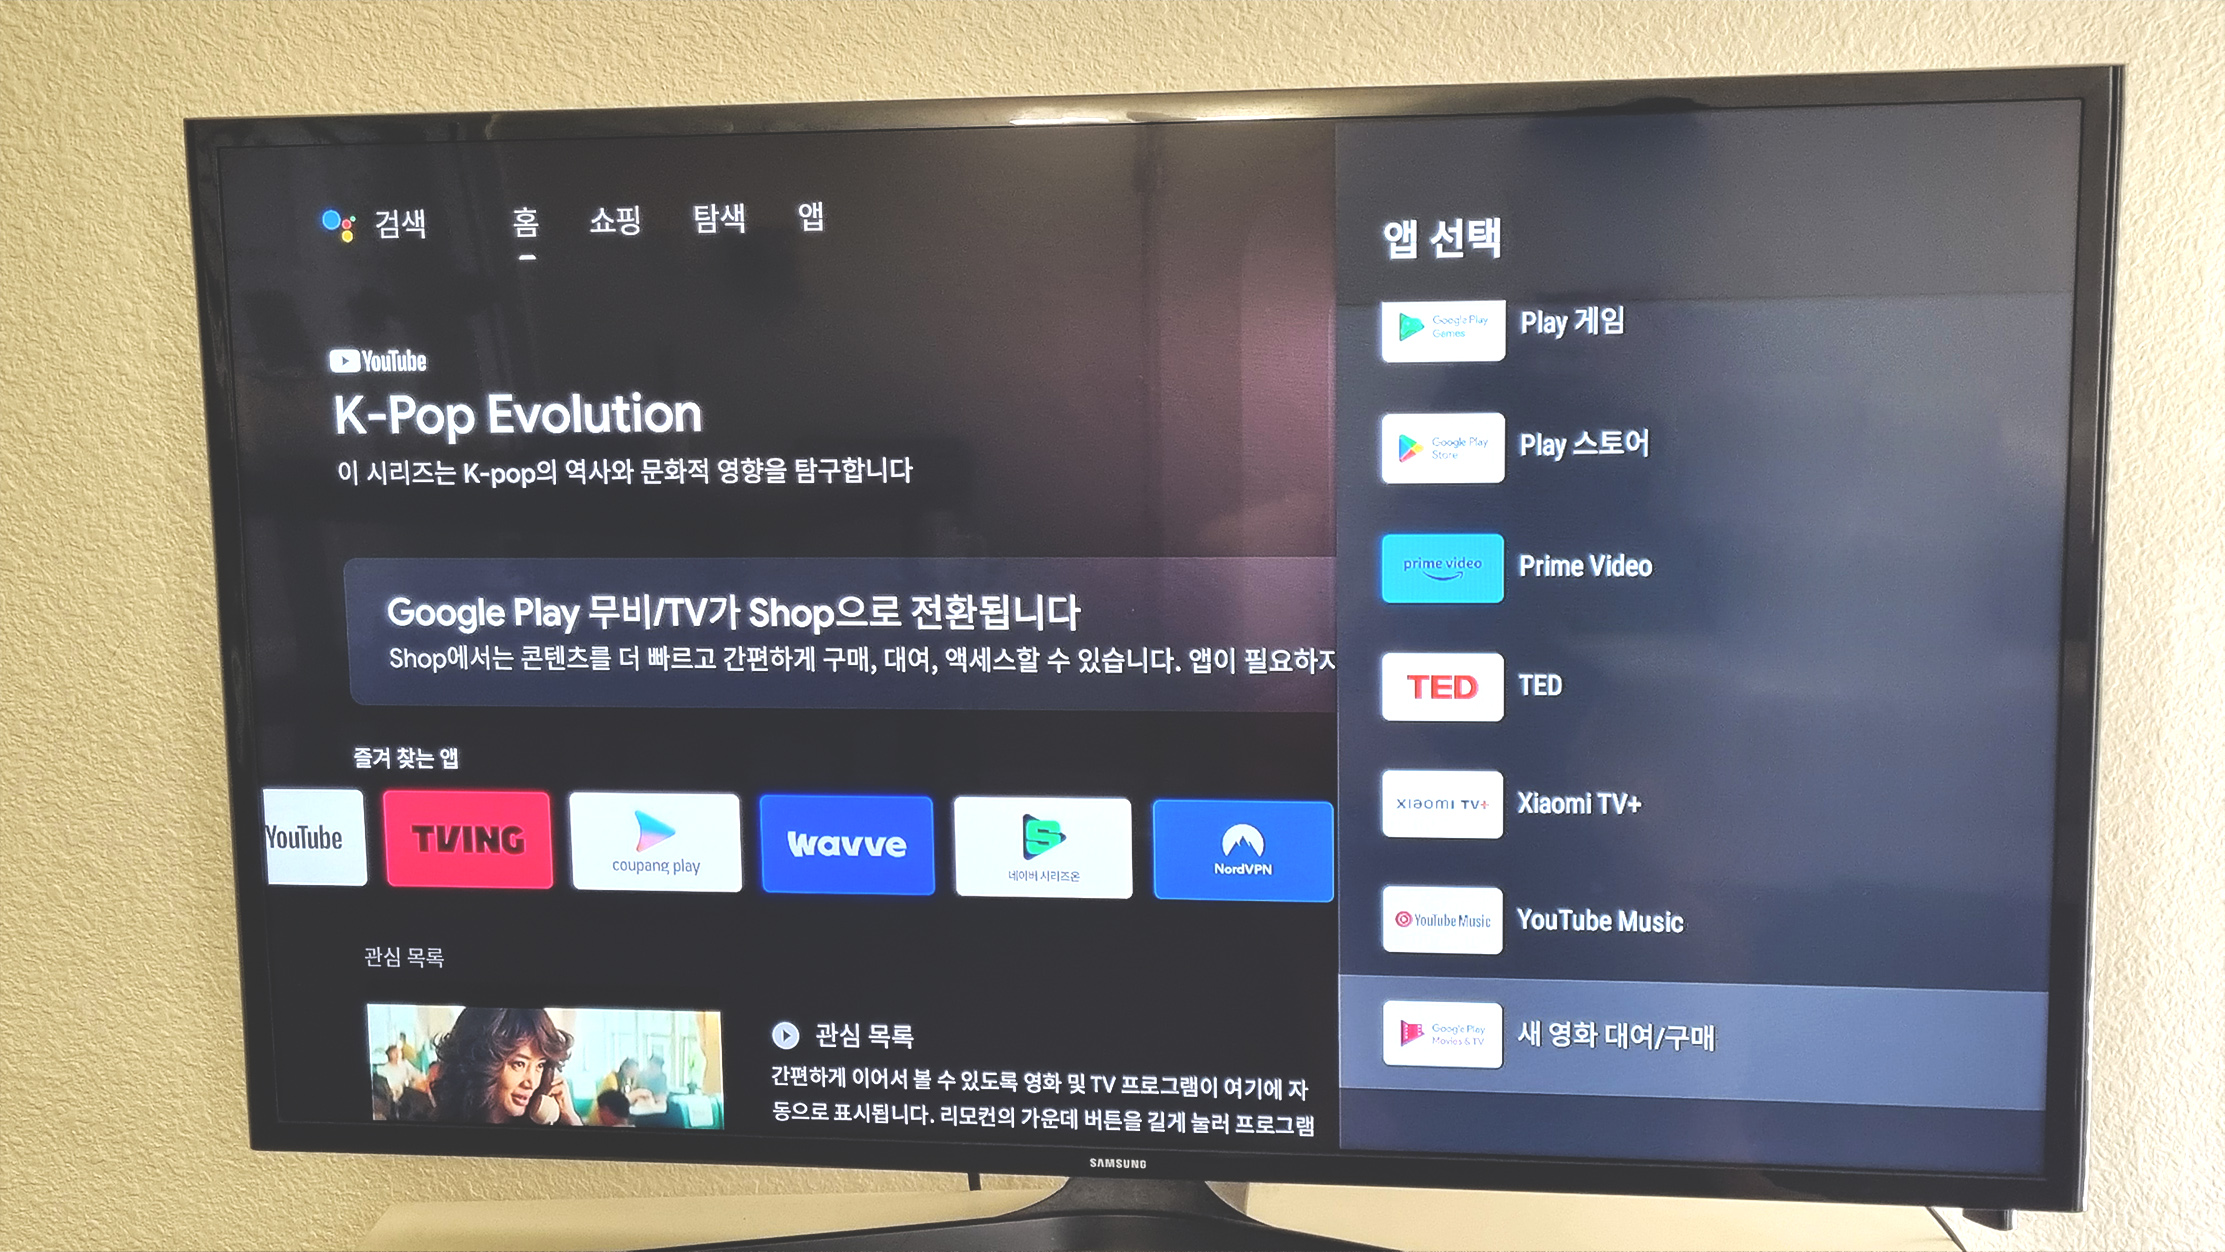 검색 홈 쇼핑 탐색 앱
YouTube
K-Pop Evolution
이 시리즈는 K-pop의 역사와 문화적 영향을 탐구합니다
Google Play 무비/TV가 Shop으로 전환됩니다
Shop에서는 콘텐츠를 더 빠르고 간편하게 구매, 대여, 액세스할 수 있습니다. 앱이 필요하지
즐겨 찾는 앱
YouTube
TVING
coupang play
wavve
네이버 시리즈온
NordVPN
관심 목록
관심 목록
간편하게 이어서 볼 수 있도록 영화 및 TV 프로그램이 여기에 자
동으로 표시됩니다. 리모컨의 가운데 버튼을 길게 눌러 프로그램
앱 선택
Google Play
Games
Play 게임
Google Play
Store
Play 스토어
prime video
Prime Video
TED
TED
xiaomi TV+
Xiaomi TV+
YouTube Music
YouTube Music
Google Play
Movies & TV
새 영화 대여/구매
SAMSUNG